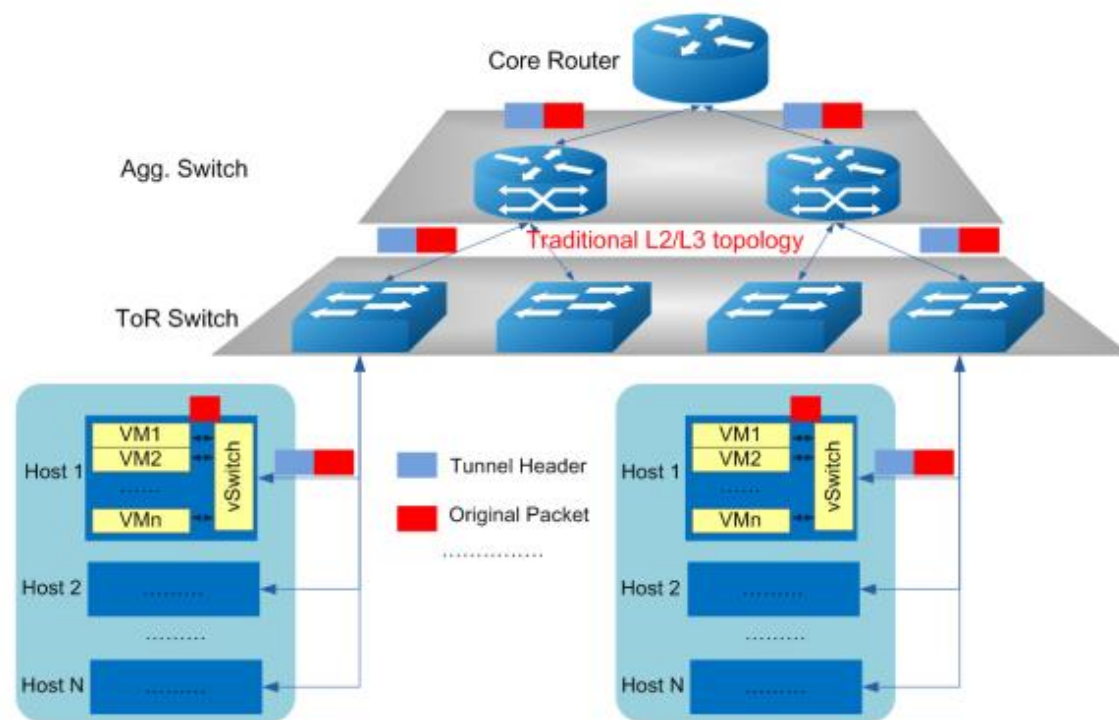 Core Router
Agg. Switch
Traditional L2/L3 topology
ToR Switch
Host 1
VM1
VM2
......
VMn
vSwitch
Host 2
.........
.........
Host N
.........
Tunnel Header
Original Packet
...............
Host 1
VM1
VM2
......
VMn
vSwitch
Host 2
.........
.........
Host N
.........